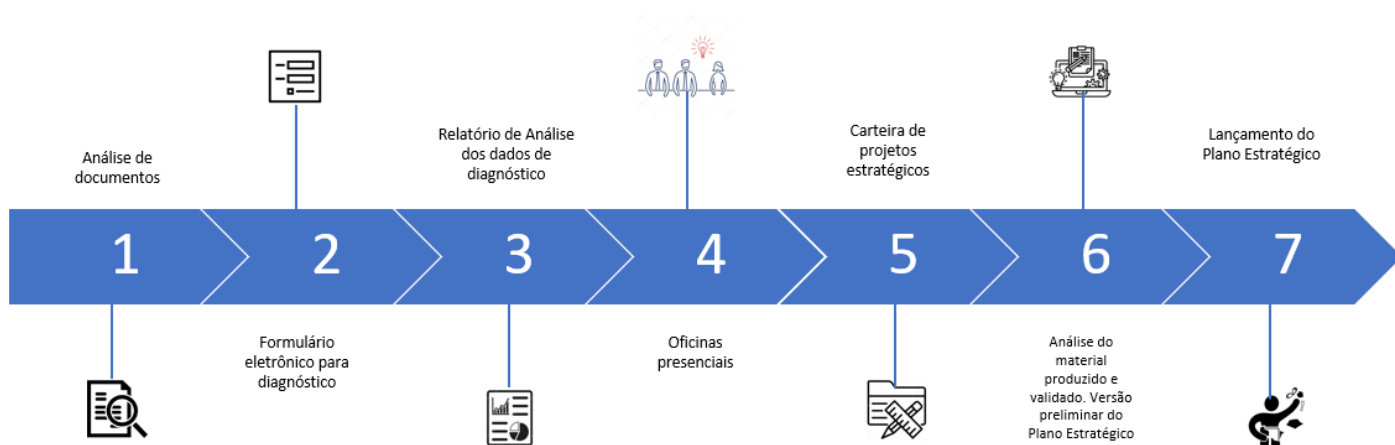 1
Análise de
documentos
2
Formulário
eletrônico para
diagnóstico
3
Relatório de Análise
dos dados de
diagnóstico
4
Oficinas
presenciais
5
Carteira de
projetos
estratégicos
6
Análise do
material
produzido e
validado. Versão
preliminar do
Plano Estratégico
7
Lançamento do
Plano Estratégico